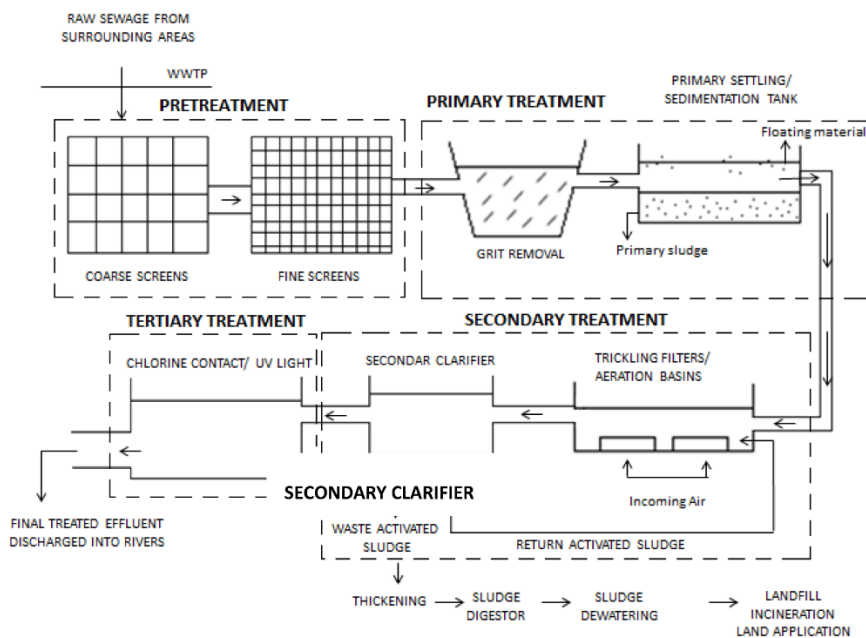 RAW SEWAGE FROM
SURROUNDING AREAS
WWTP
PRETREATMENT
COARSE SCREENS
FINE SCREENS
PRIMARY TREATMENT
PRIMARY SETTLING/
SEDIMENTATION TANK
Floating material
GRIT REMOVAL
Primary sludge
SECONDARY TREATMENT
TRICKLING FILTERS/
AERATION BASINS
Incoming Air
SECONDAR CLARIFIER
TERTIARY TREATMENT
CHLORINE CONTACT/ UV LIGHT
SECONDARY CLARIFIER
FINAL TREATED EFFLUENT
DISCHARGED INTO RIVERS
WASTE ACTIVATED
SLUDGE
RETURN ACTIVATED SLUDGE
THICKENING
SLUDGE
DIGESTOR
SLUDGE
DEWATERING
LANDFILL
INCINERATION
LAND APPLICATION